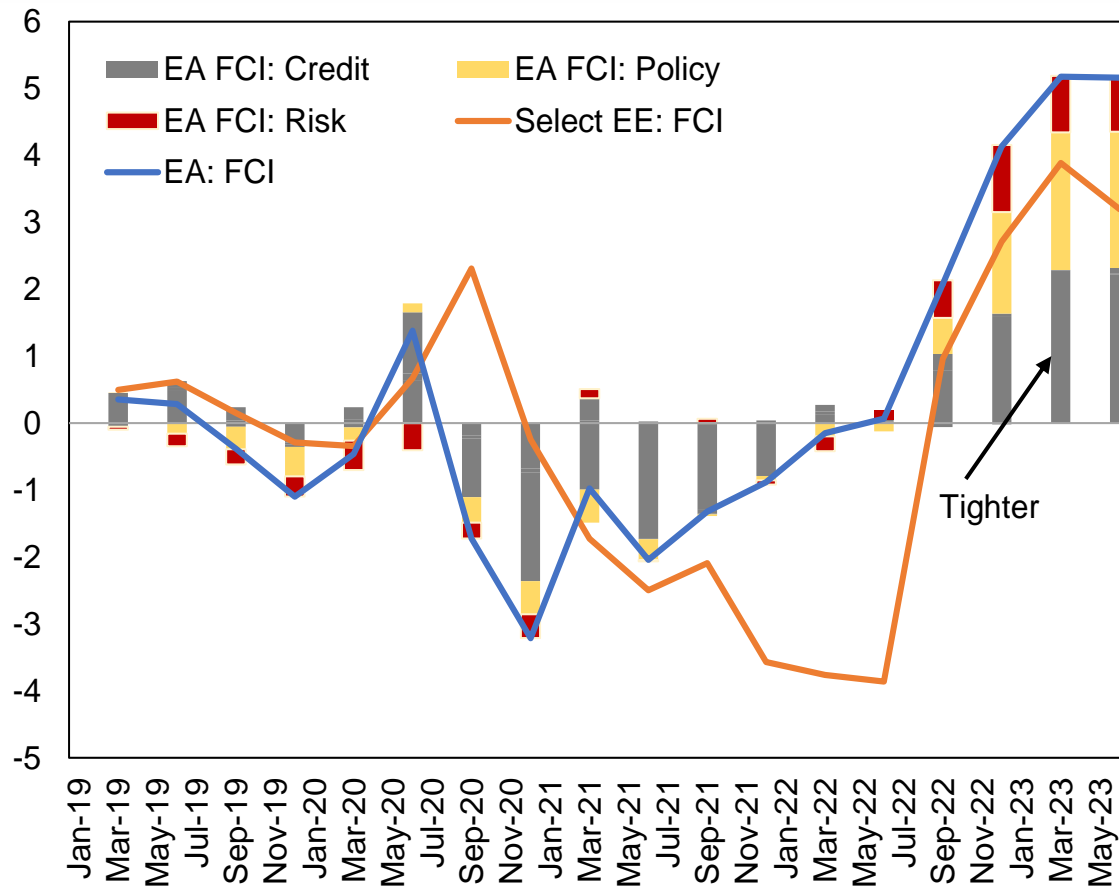 6
5
4
3
2
1
0
-1
-2
-3
-4
-5
EA FCI: Credit
EA FCI: Policy
EA FCI: Risk
Select EE: FCI
EA: FCI
Tighter
Jan-19
Mar-19
May-19
Jul-19
Sep-19
Nov-19
Jan-20
Mar-20
May-20
Jul-20
Sep-20
Nov-20
Jan-21
Mar-21
May-21
Jul-21
Sep-21
Nov-21
Jan-22
Mar-22
May-22
Jul-22
Sep-22
Nov-22
Jan-23
Mar-23
May-23